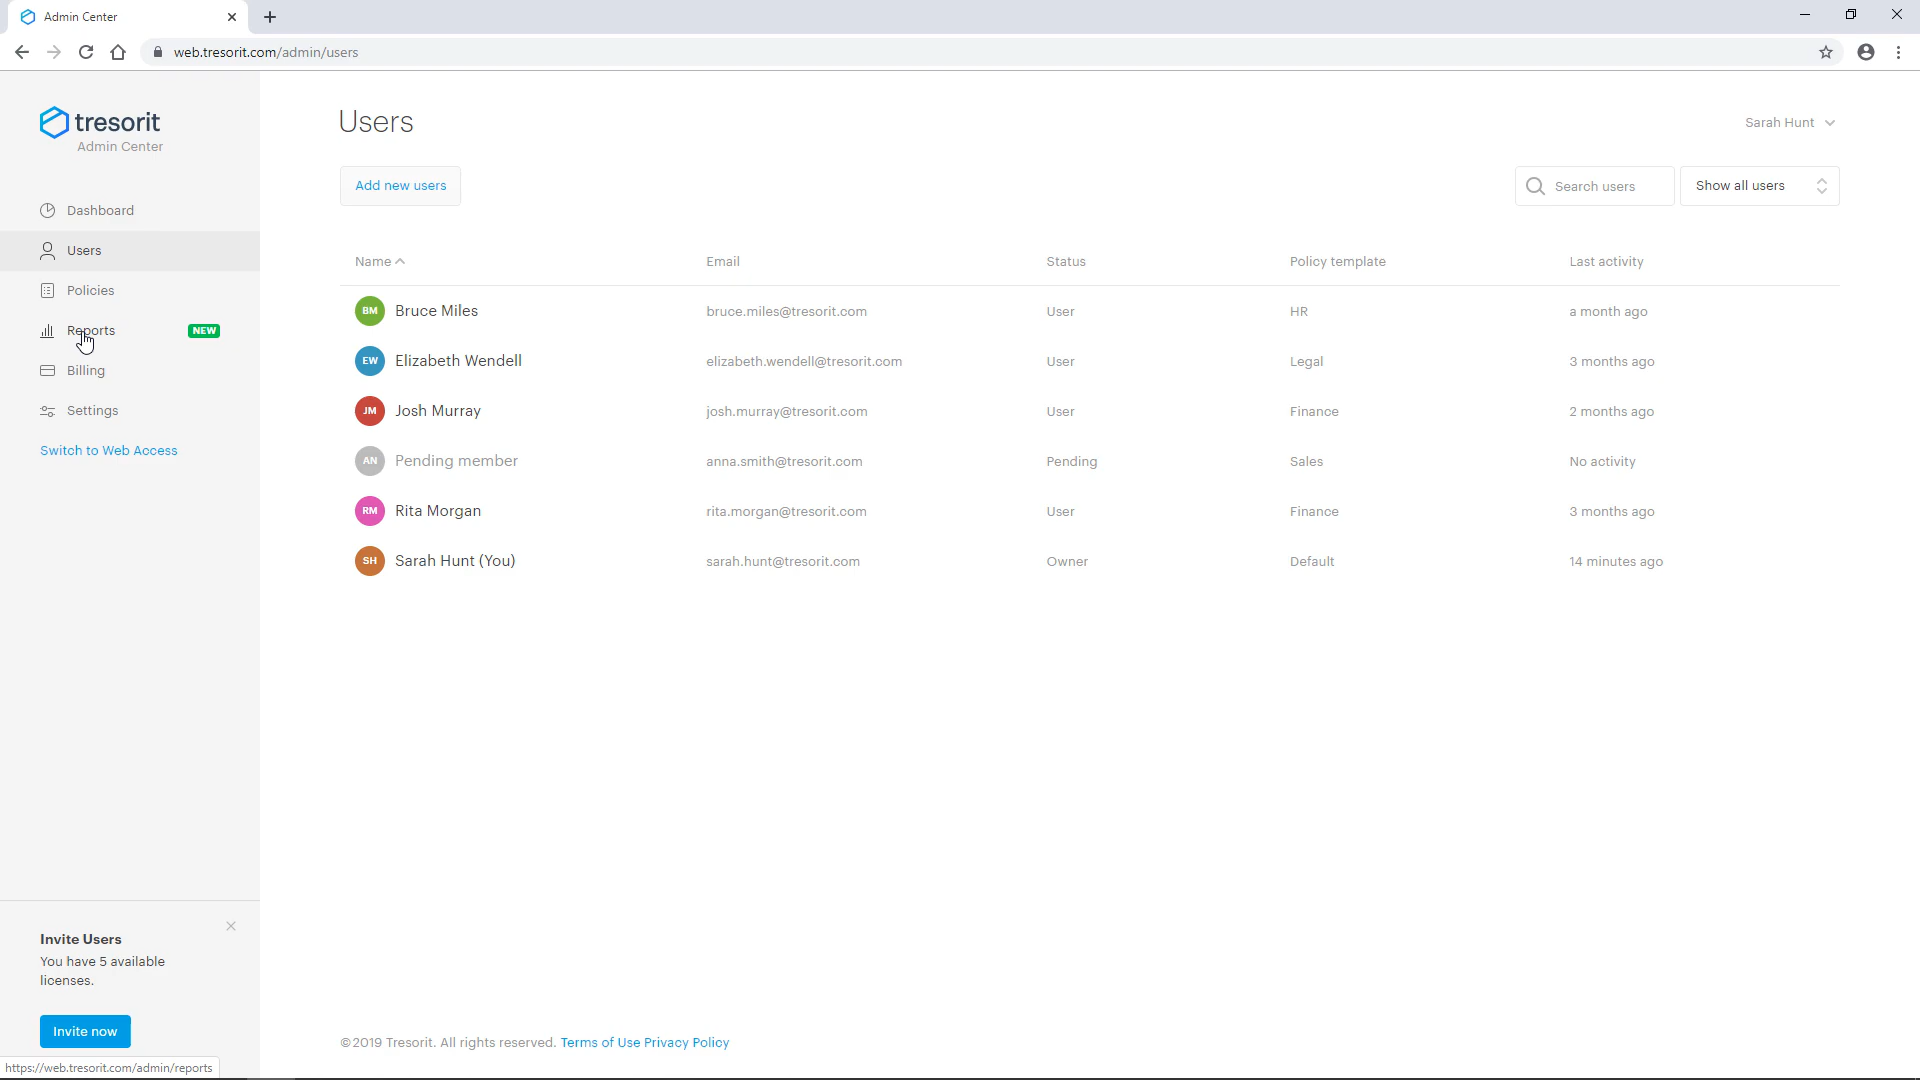 Admin Center
web.tresorit.com/admin/users
tresorit
Admin Center
Dashboard
Users
Policies
Reports NEW
Billing
Settings
Switch to Web Access
Invite Users
You have 5 available
licenses.
Invite now
https://web.tresorit.com/admin/reports
Users
Sarah Hunt
Add new users
Search users
Show all users
Name Email Status Policy template Last activity
BM Bruce Miles bruce.miles@tresorit.com User HR a month ago
EW Elizabeth Wendell elizabeth.wendell@tresorit.com User Legal 3 months ago
JM Josh Murray josh.murray@tresorit.com User Finance 2 months ago
AN Pending member anna.smith@tresorit.com Pending Sales No activity
RM Rita Morgan rita.morgan@tresorit.com User Finance 3 months ago
SH Sarah Hunt (You) sarah.hunt@tresorit.com Owner Default 14 minutes ago
©2019 Tresorit. All rights reserved. Terms of Use Privacy Policy